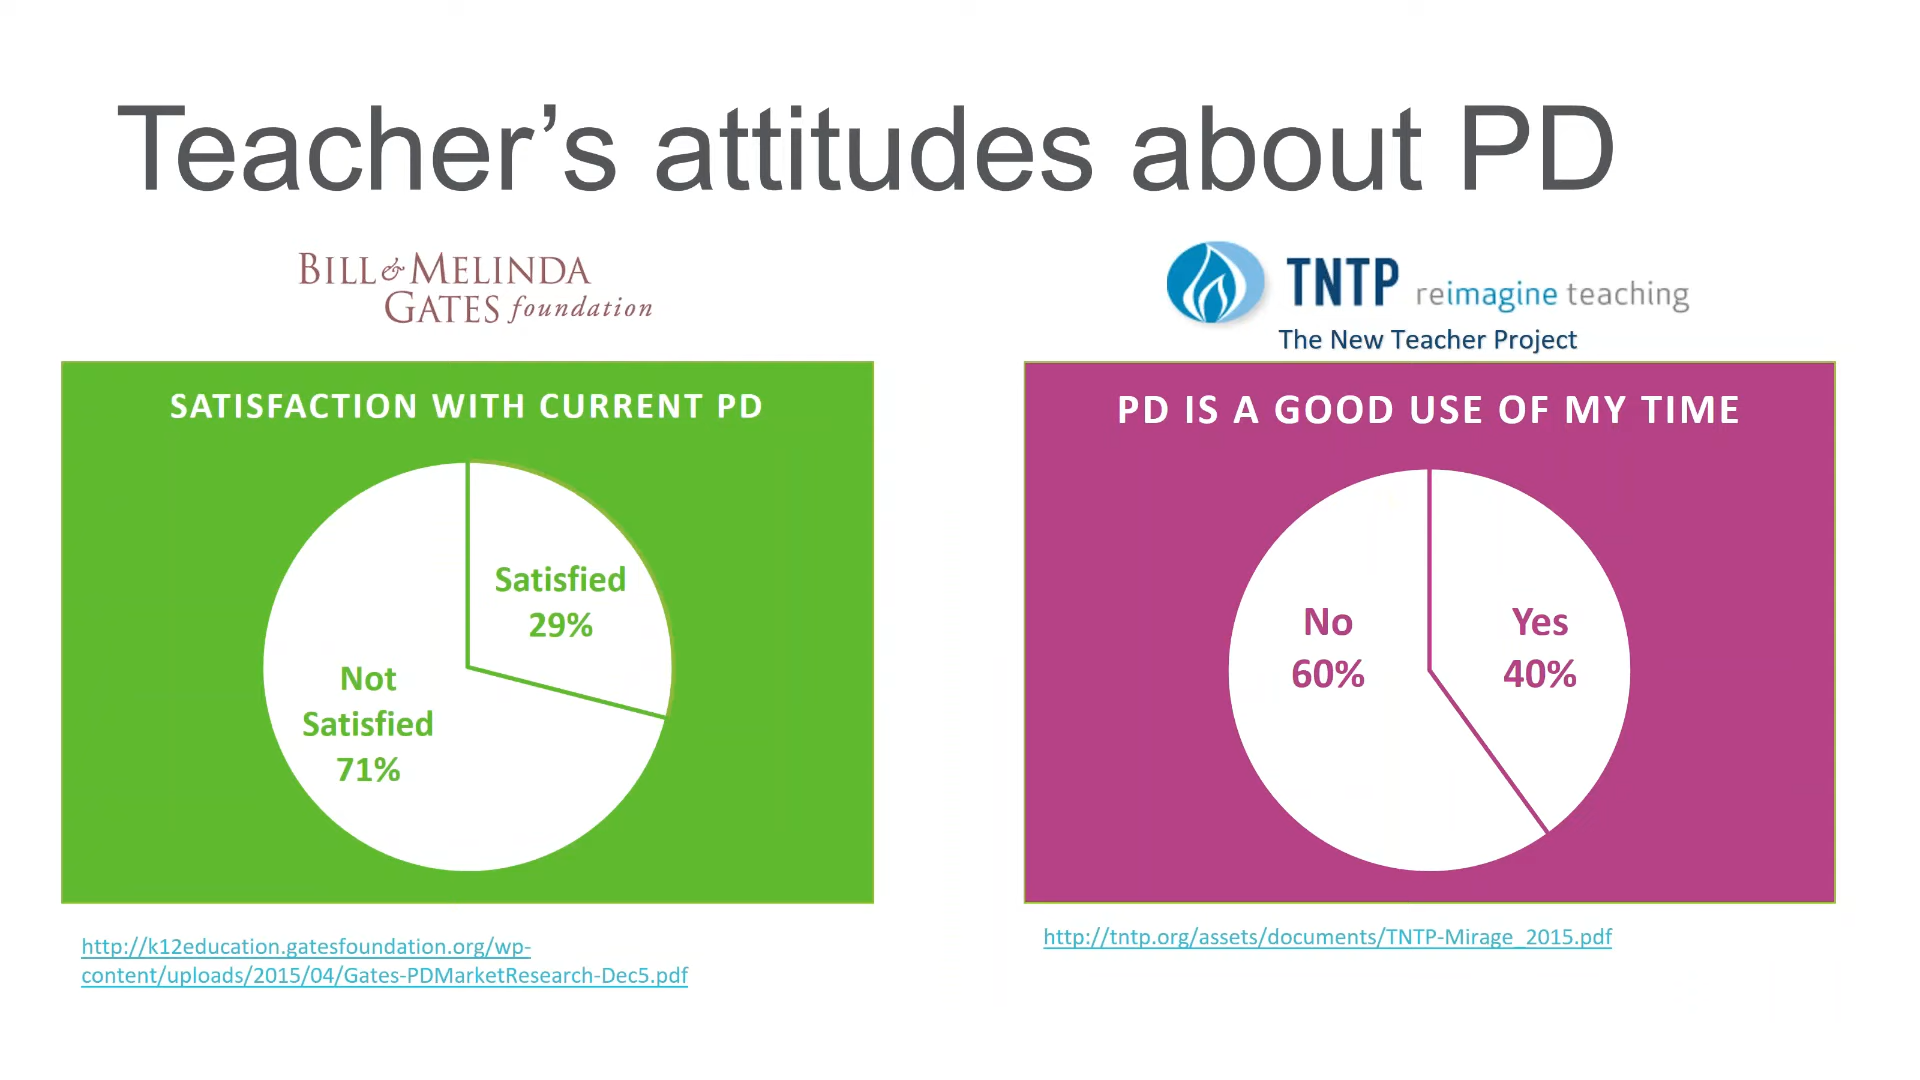 Teacher’s attitudes about PD
BILL & MELINDA
GATES foundation
SATISFACTION WITH CURRENT PD
Satisfied
29%
Not
Satisfied
71%
http://k12education.gatesfoundation.org/wp-
content/uploads/2015/04/Gates-PDMarketResearch-Dec5.pdf
TNTP reimagine teaching
The New Teacher Project
PD IS A GOOD USE OF MY TIME
No
60%
Yes
40%
http://tntp.org/assets/documents/TNTP-Mirage_2015.pdf